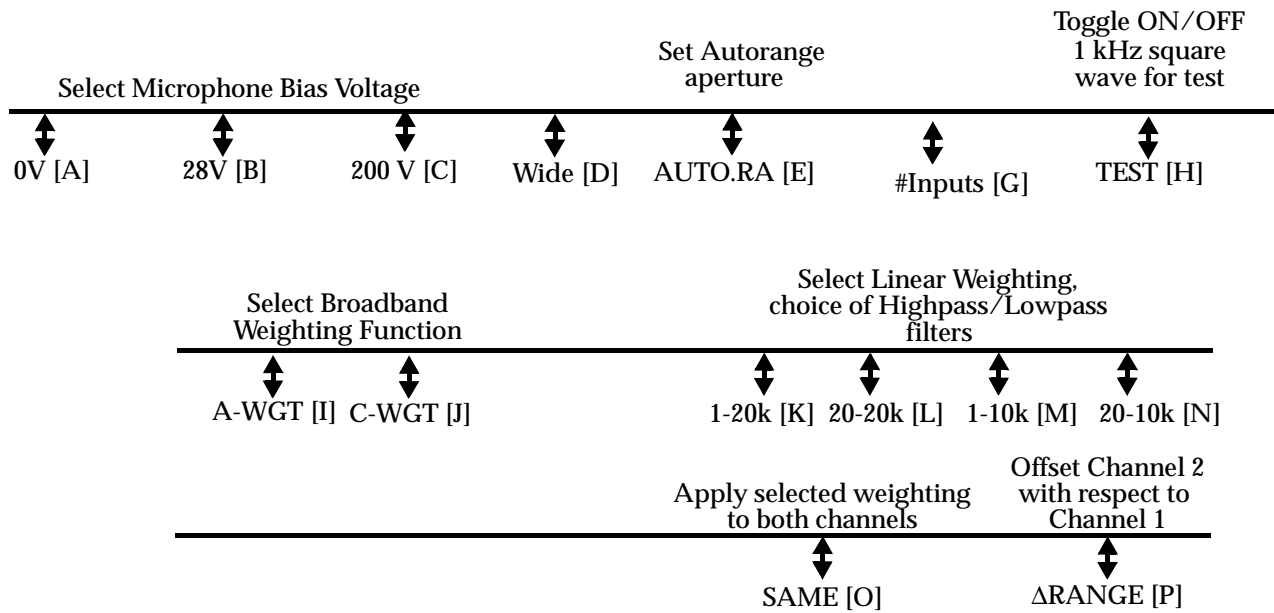 Toggle ON/OFF
1 kHz square
wave for test
Set Autorange
aperture
Select Microphone Bias Voltage
0V [A]
28V [B]
200 V [C]
Wide [D]
AUTO.RA [E]
#Inputs [G]
TEST [H]
Select Broadband
Weighting Function
Select Linear Weighting,
choice of Highpass/Lowpass
filters
A-WGT [I]
C-WGT [J]
1-20k [K]
20-20k [L]
1-10k [M]
20-10k [N]
Apply selected weighting
to both channels
Offset Channel 2
with respect to
Channel 1
SAME [O]
ΔRANGE [P]